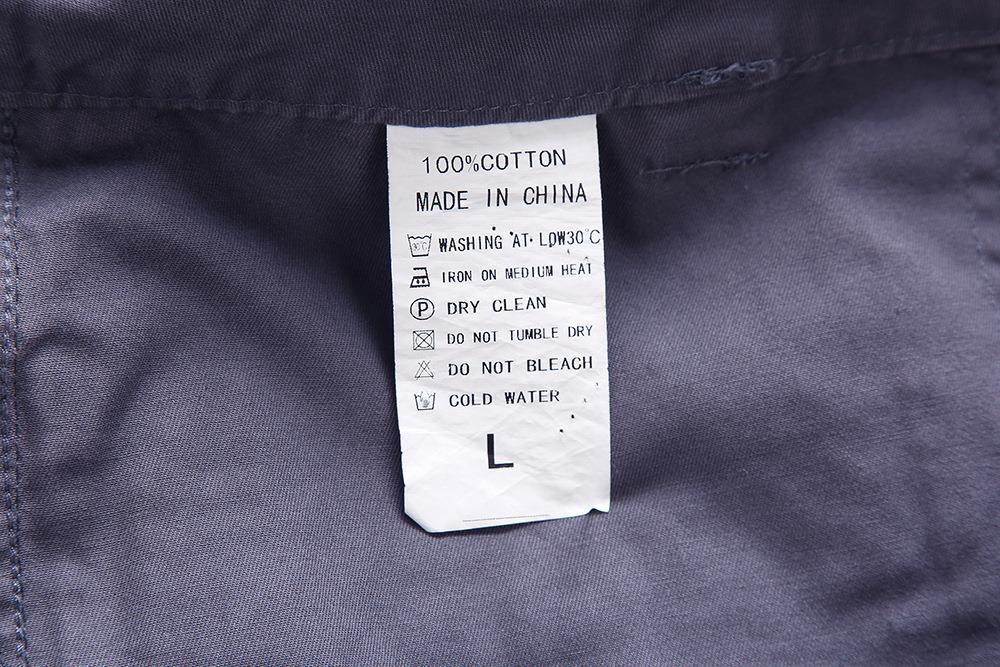 100%COTTON
MADE IN CHINA
30°C WASHING AT LOW30°C
IRON ON MEDIUM HEAT
P DRY CLEAN
DO NOT TUMBLE DRY
DO NOT BLEACH
COLD WATER
L